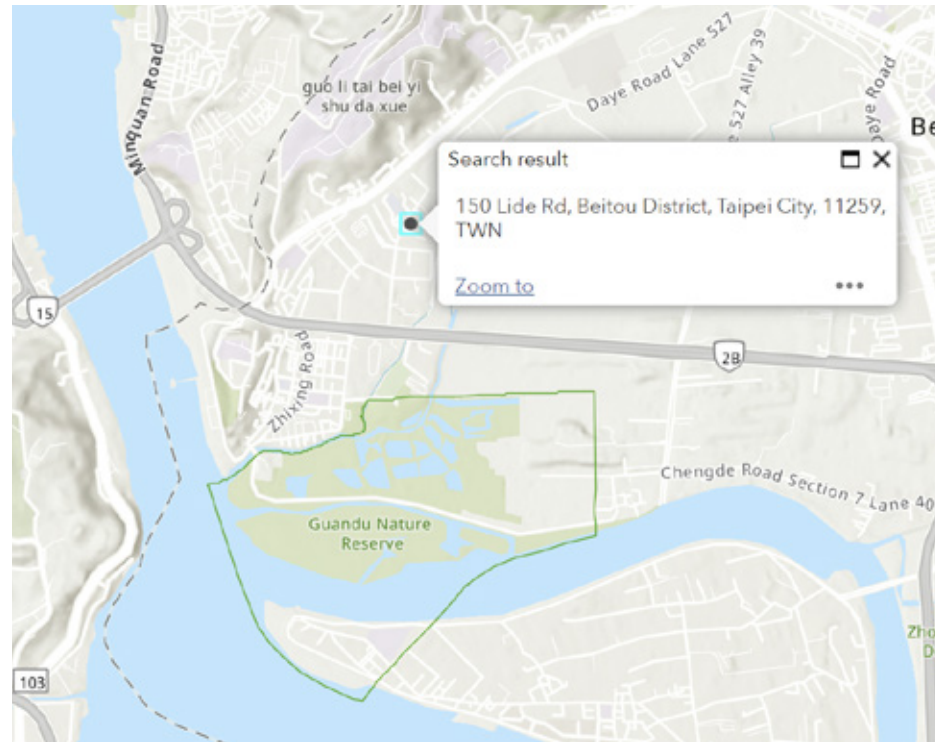 Minquan Road
guo li tai bei yi
shu da xue
Daye Road Lane 527
e 527 Alley 39
Daye Road
Be
Search result
150 Lide Rd, Beitou District, Taipei City, 11259,
TWN
Zoom to
15
2B
Zhixing Road
Chengde Road Section 7 Lane 40
Guandu Nature
Reserve
Zho
D
103